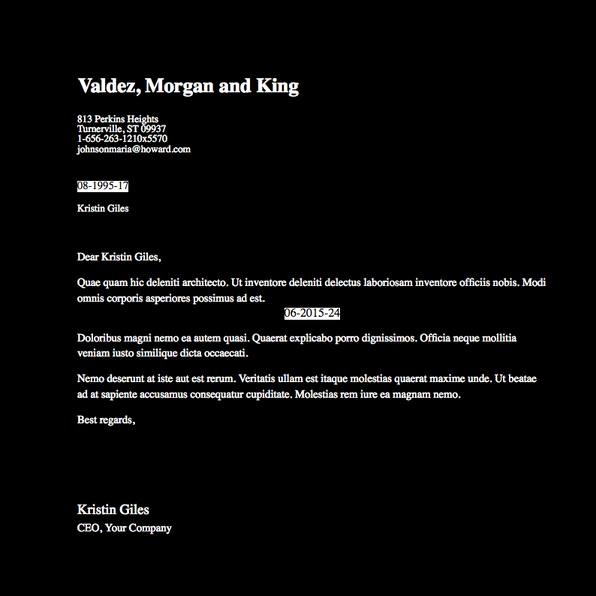 Valdez, Morgan and King
813 Perkins Heights
Turnerville, ST 09937
1-656-263-1210x5570
johnsonmaria@howard.com
08-1995-17
Kristin Giles
Dear Kristin Giles,
Quae quam hic deleniti architecto. Ut inventore deleniti delectus laboriosam inventore officiis nobis. Modi
omnis corporis asperiores possimus ad est.
06-2015-24
Doloribus magni nemo ea autem quasi. Quaerat explicabo porro dignissimos. Officia neque mollitia
veniam iusto similique dicta occaecati.
Nemo deserunt at iste aut est rerum. Veritatis ullam est itaque molestias quaerat maxime unde. Ut beatae
ad at sapiente accusamus consequatur cupiditate. Molestias rem iure ea magnam nemo.
Best regards,
Kristin Giles
CEO, Your Company